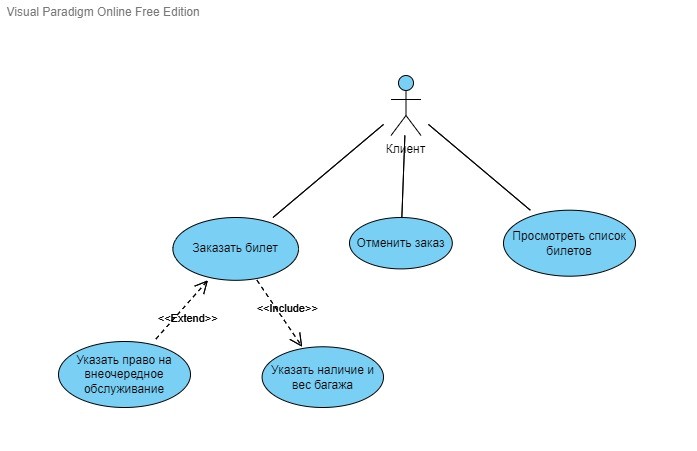 Visual Paradigm Online Free Edition
Клиент
Заказать билет
Отменить заказ
Просмотреть список
билетов
<<Extend>>
<<Include>>
Указать право на
внеочередное
обслуживание
Указать наличие и
вес багажа